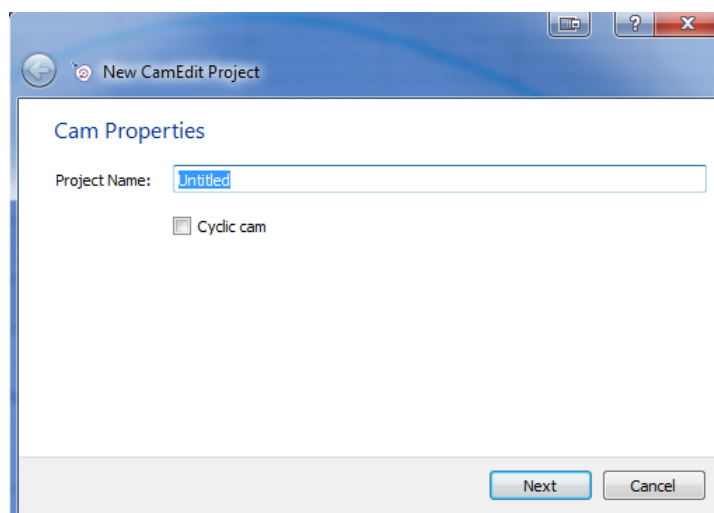 New CamEdit Project
Cam Properties
Project Name: Untitled
Cyclic cam
Next Cancel